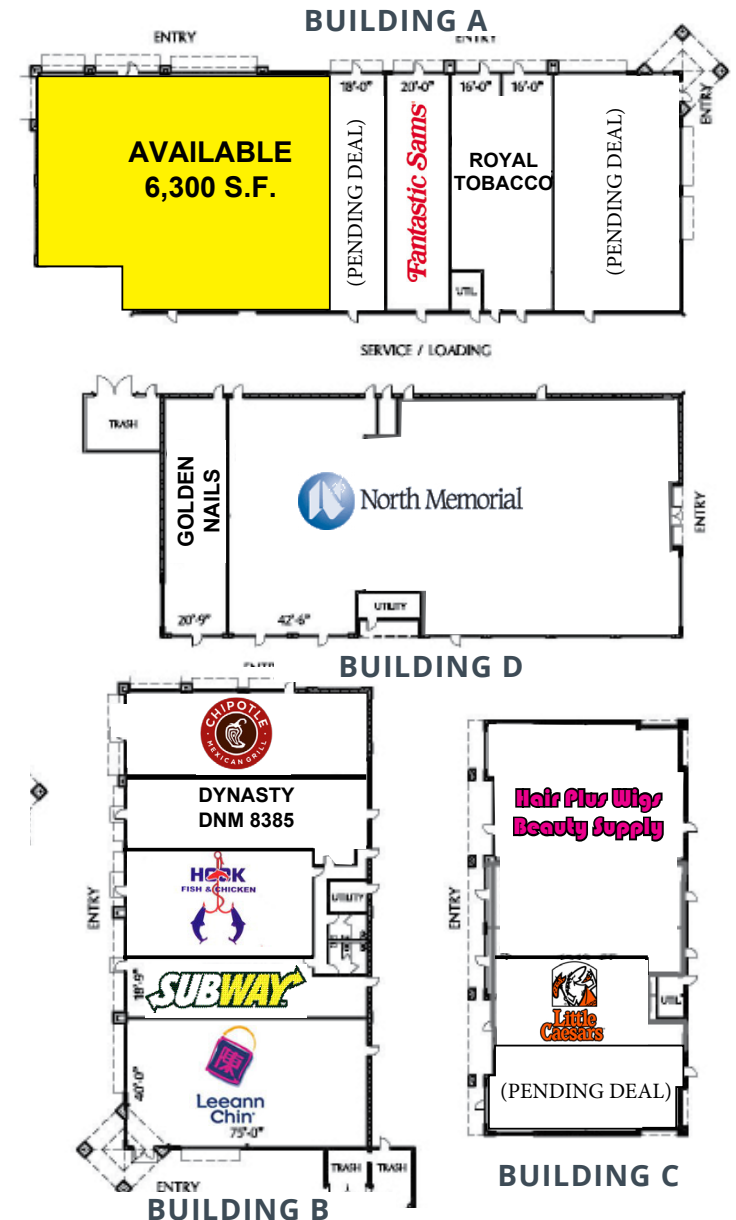 BUILDING A
ENTRY
ENTRY
18'-0"
20'-0"
16'-0"
16'-0"
ENTRY
AVAILABLE
6,300 S.F.
(PENDING DEAL)
Fantastic Sams
ROYAL
TOBACCO
(PENDING DEAL)
UTIL
SERVICE / LOADING
TRASH
GOLDEN
NAILS
North Memorial
ENTRY
20'-9"
42'-6"
UTILITY
BUILDING D
CHIPOTLE
MEXICAN GRILL
DYNASTY
DNM 8385
HOOK
FISH & CHICKEN
UTILITY
ENTRY
18'-9"
SUBWAY
40'-0"
Leeann
Chin
75'-0"
TRASH
TRASH
ENTRY
BUILDING B
Hair Plus Wigs
Beauty Supply
ENTRY
UTIL
Little
Caesars
(PENDING DEAL)
BUILDING C